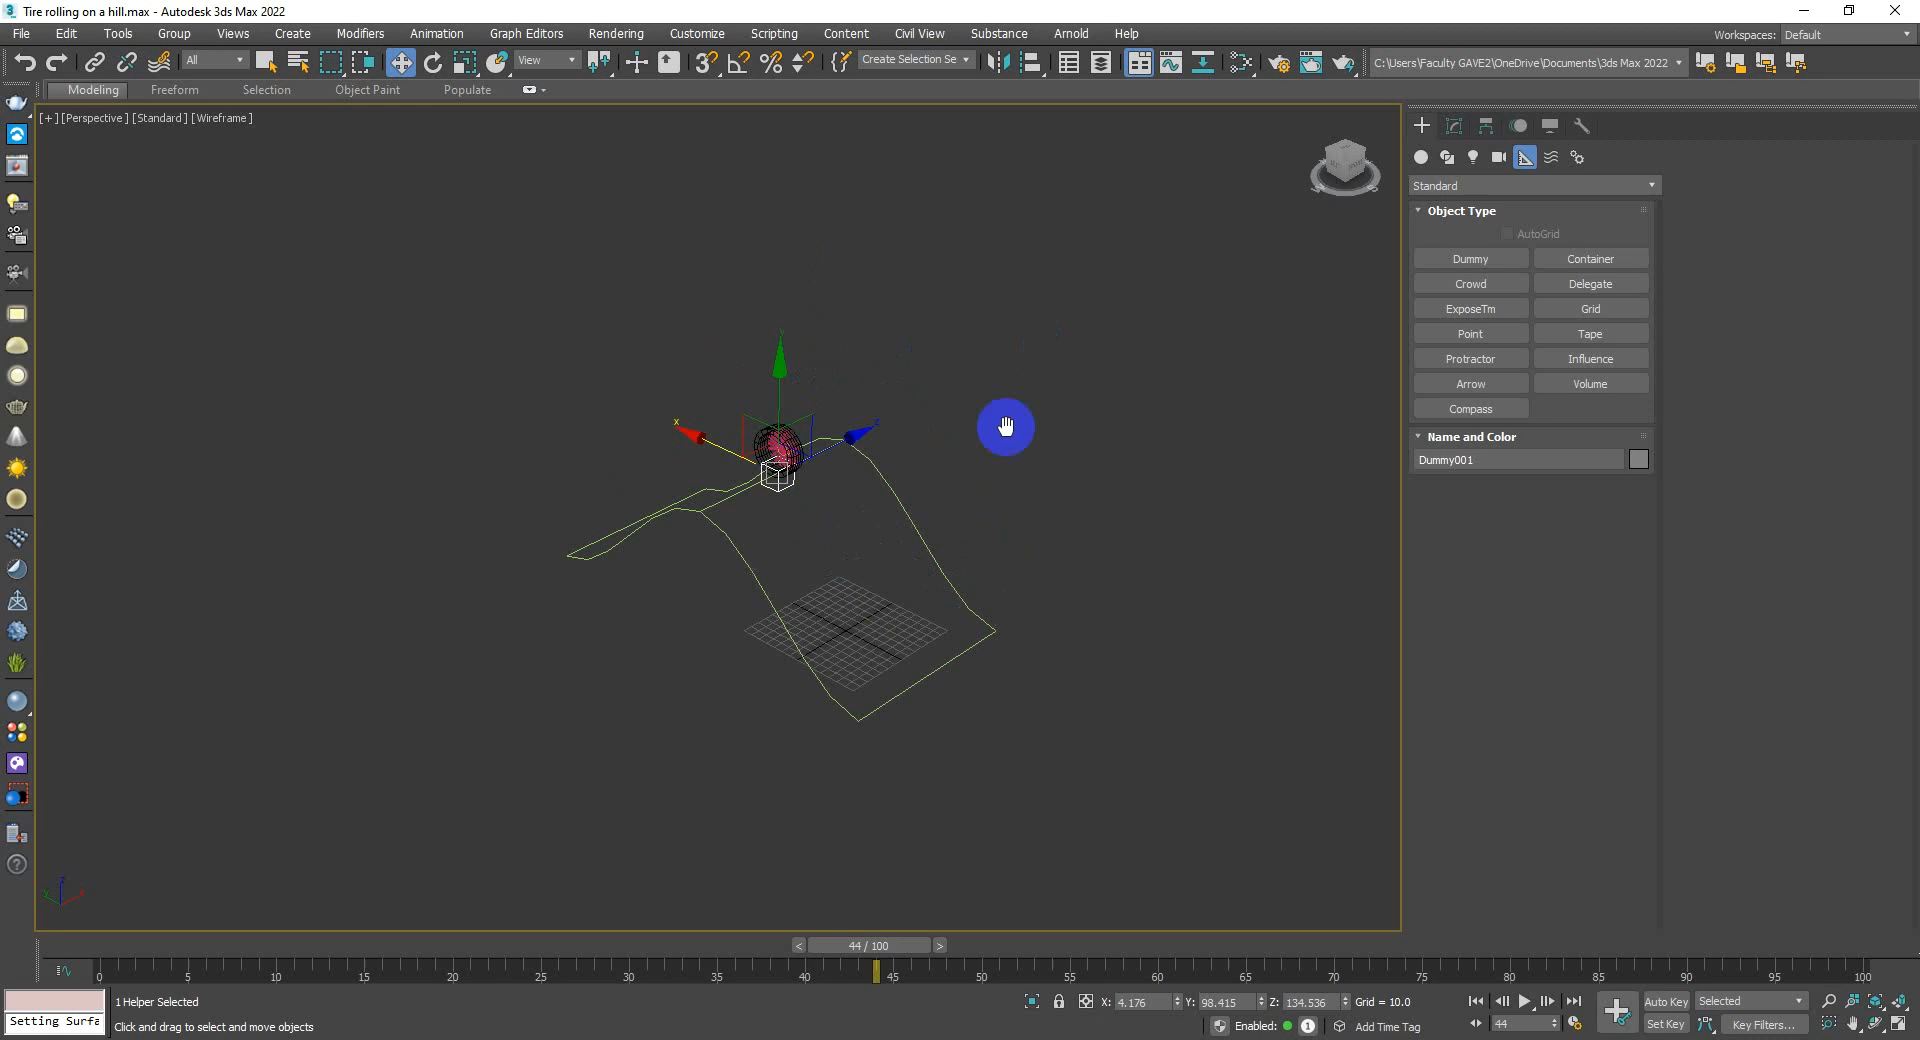 Tire rolling on a hill.max - Autodesk 3ds Max 2022
File Edit Tools Group Views Create Modifiers Animation Graph Editors Rendering Customize Scripting Content Civil View Substance Arnold Help Workspaces: Default
All View Create Selection Se C:\Users\Faculty GAVE2\OneDrive\Documents\3ds Max 2022
Modeling Freeform Selection Object Paint Populate
[+] [Perspective] [Standard] [Wireframe]
Standard
Object Type
AutoGrid
Dummy Container
Crowd Delegate
ExposeTm Grid
Point Tape
Protractor Influence
Arrow Volume
Compass
Name and Color
Dummy001
y
x z
z
y x
< 44 / 100 >
0 5 10 15 20 25 30 35 40 45 50 55 60 65 70 75 80 85 90 95 100
1 Helper Selected X: 4.176 Y: 98.415 Z: 134.536 Grid = 10.0 Auto Key Selected
Setting Surfa Click and drag to select and move objects Enabled: 1 Add Time Tag 44 Set Key Key Filters...